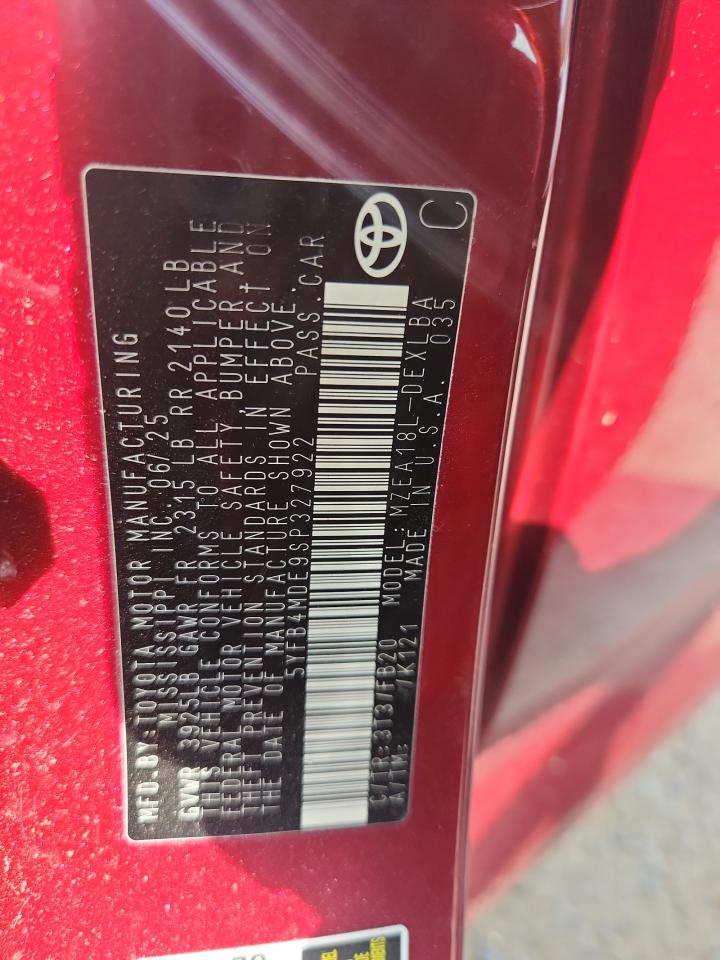 MFD BY:TOYOTA MOTOR MANUFACTURING
MISSISSIPPI INC. 06/25
GVWR 3925LB GAWR FR 2315 LB RR 2140 LB
THIS VEHICLE CONFORMS TO ALL APPLICABLE
FEDERAL MOTOR VEHICLE SAFETY, BUMPER AND
THEFT PREVENTION STANDARDS IN EFFECT ON
THE DATE OF MANUFACTURE SHOWN ABOVE.
5YFB4MDE9SP327922 PASS.CAR
C/TR:3T3/FB20 MODEL:MZEA18L-DEXLBA
A/TM: /K121 MADE IN U.S.A. 035
C